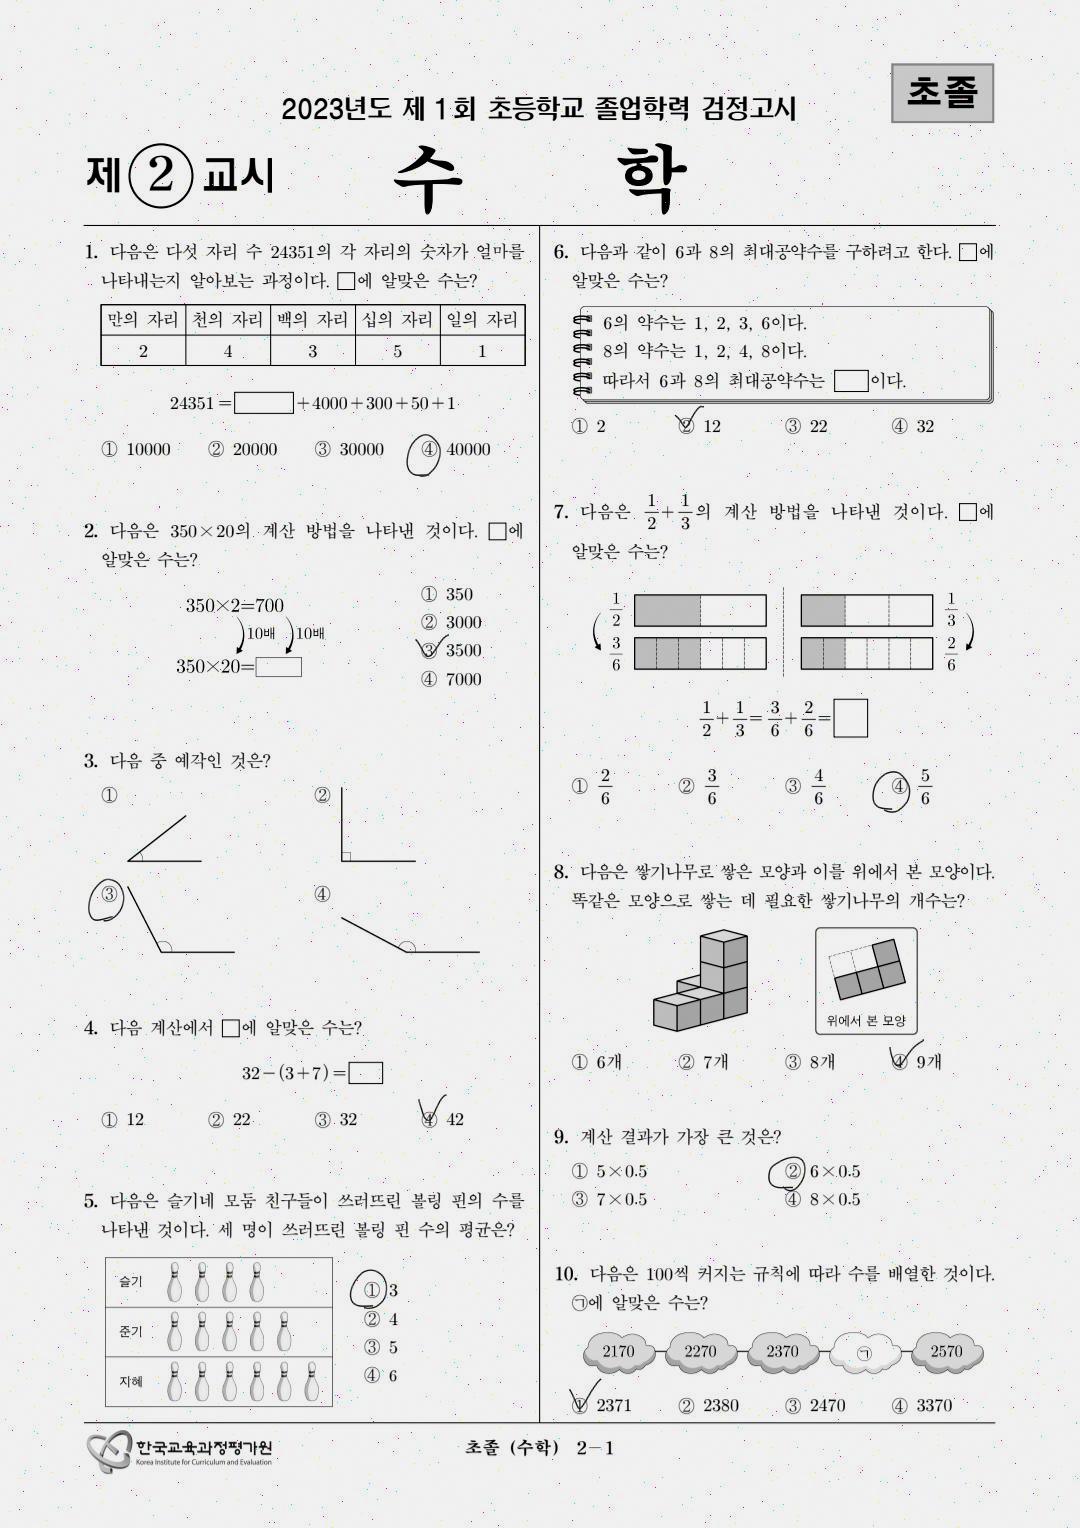 초졸
2023년도 제 1 회 초등학교 졸업학력 검정고시
제 2 교시 수 학
1. 다음은 다섯 자리 수 24351의 각 자리의 숫자가 얼마를
나타내는지 알아보는 과정이다. □에 알맞은 수는?
만의 자리 천의 자리 백의 자리 십의 자리 일의 자리
2 4 3 5 1
24351=□+4000+300+50+1
① 10000 ② 20000 ③ 30000 ④ 40000
2. 다음은 350×20의 계산 방법을 나타낸 것이다. □에
알맞은 수는?
350×2=700
10배 10배
350×20=□
① 350
② 3000
③ 3500
④ 7000
3. 다음 중 예각인 것은?
① ②
③ ④
4. 다음 계산에서 □에 알맞은 수는?
32-(3+7)=□
① 12 ② 22 ③ 32 ④ 42
5. 다음은 슬기네 모둠 친구들이 쓰러뜨린 볼링 핀의 수를
나타낸 것이다. 세 명이 쓰러뜨린 볼링 핀 수의 평균은?
슬기
준기
지혜
① 3
② 4
③ 5
④ 6
6. 다음과 같이 6과 8의 최대공약수를 구하려고 한다. □에
알맞은 수는?
6의 약수는 1, 2, 3, 6이다.
8의 약수는 1, 2, 4, 8이다.
따라서 6과 8의 최대공약수는 □이다.
① 2 ② 12 ③ 22 ④ 32
7. 다음은 1/2+1/3의 계산 방법을 나타낸 것이다. □에
알맞은 수는?
1/2 1/3
3/6 2/6
1/2+1/3=3/6+2/6=□
① 2/6 ② 3/6 ③ 4/6 ④ 5/6
8. 다음은 쌓기나무로 쌓은 모양과 이를 위에서 본 모양이다.
똑같은 모양으로 쌓는 데 필요한 쌓기나무의 개수는?
위에서 본 모양
① 6개 ② 7개 ③ 8개 ④ 9개
9. 계산 결과가 가장 큰 것은?
① 5×0.5 ② 6×0.5
③ 7×0.5 ④ 8×0.5
10. 다음은 100씩 커지는 규칙에 따라 수를 배열한 것이다.
㉠에 알맞은 수는?
2170 2270 2370 ㉠ 2570
① 2371 ② 2380 ③ 2470 ④ 3370
한국교육과정평가원
Korea Institute for Curriculum and Evaluation
초졸 (수학) 2-1